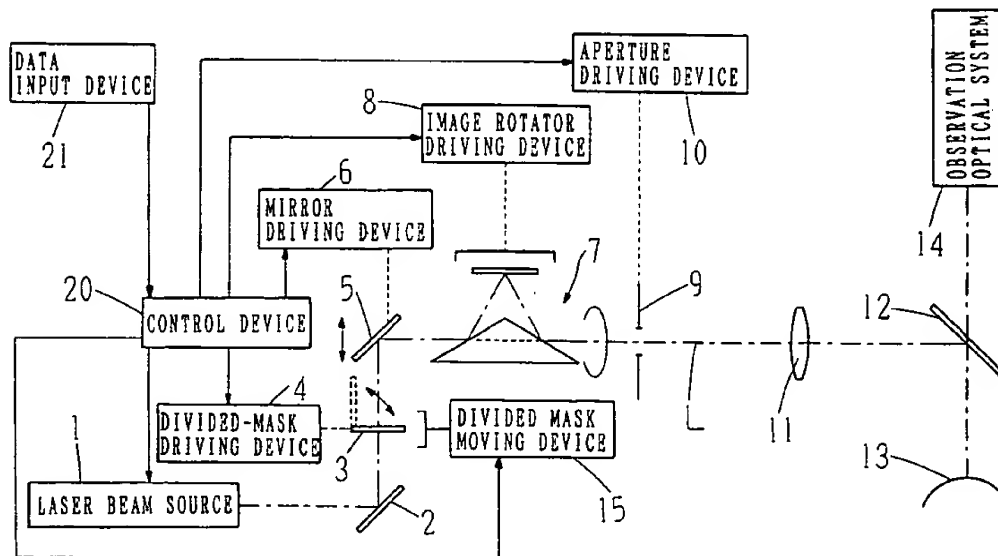 DATA
INPUT DEVICE
21
APERTURE
DRIVING DEVICE
10
8
IMAGE ROTATOR
DRIVING DEVICE
OBSERVATION
OPTICAL SYSTEM
14
6
MIRROR
DRIVING DEVICE
7
20
CONTROL DEVICE
5
9
12
L
11
4
DIVIDED-MASK
DRIVING DEVICE
3
DIVIDED MASK
MOVING DEVICE
15
13
1
LASER BEAM SOURCE
2